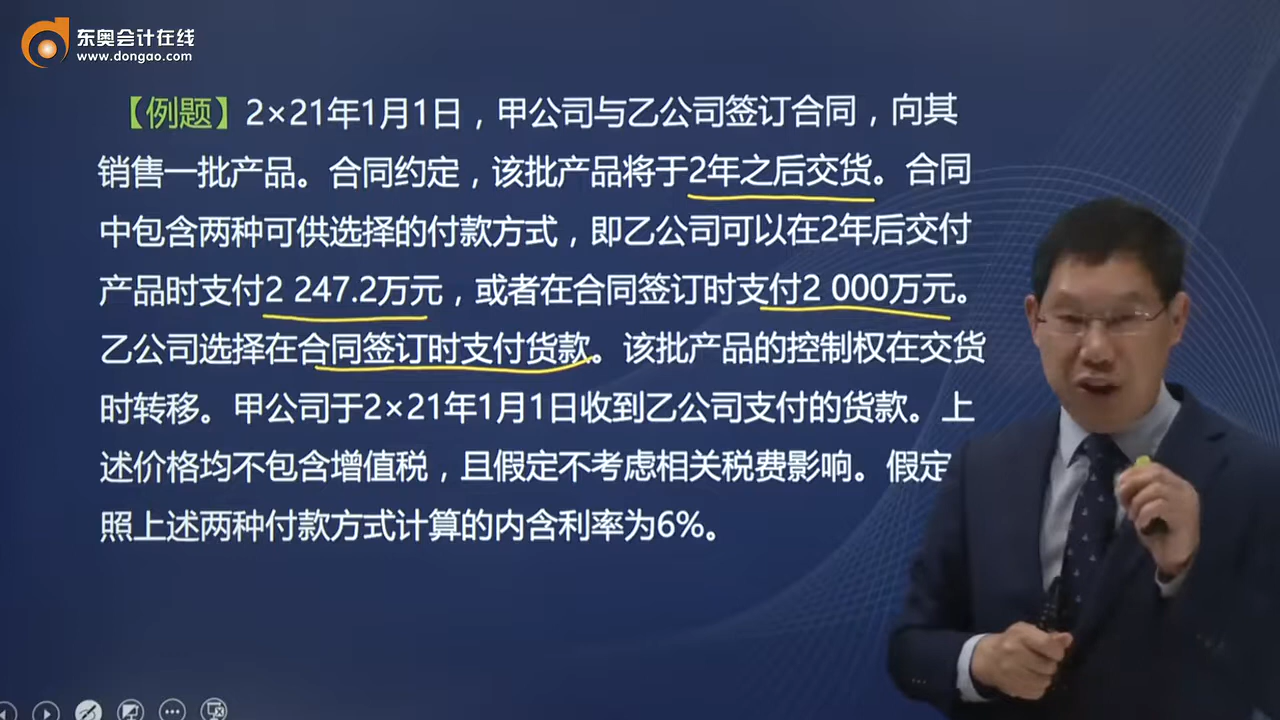 东奥会计在线
www.dongao.com
【例题】2×21年1月1日，甲公司与乙公司签订合同，向其
销售一批产品。合同约定，该批产品将于2年之后交货。合同
中包含两种可供选择的付款方式，即乙公司可以在2年后交付
产品时支付2 247.2万元，或者在合同签订时支付2 000万元。
乙公司选择在合同签订时支付货款。该批产品的控制权在交货
时转移。甲公司于2×21年1月1日收到乙公司支付的货款。上
述价格均不包含增值税，且假定不考虑相关税费影响。假定
照上述两种付款方式计算的内含利率为6%。